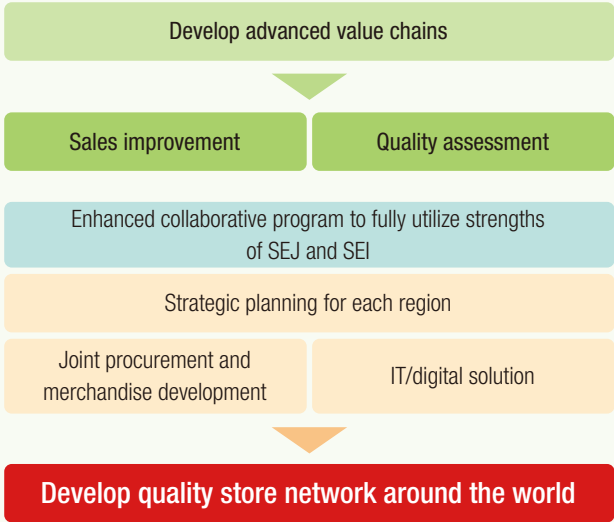 Develop advanced value chains
Sales improvement
Quality assessment
Enhanced collaborative program to fully utilize strengths
of SEJ and SEI
Strategic planning for each region
Joint procurement and
merchandise development
IT/digital solution
Develop quality store network around the world